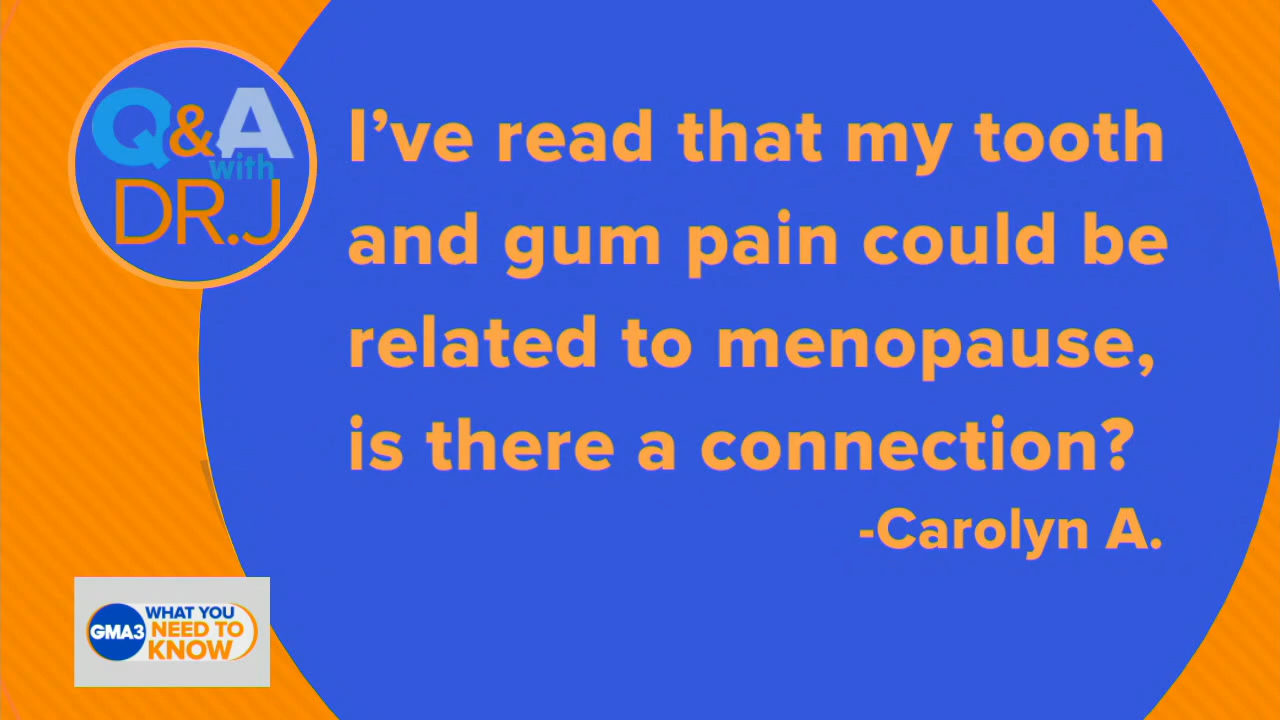 Q&A
with
DR.J
I've read that my tooth
and gum pain could be
related to menopause,
is there a connection?
-Carolyn A.
GMA3
WHAT YOU
NEED TO
KNOW